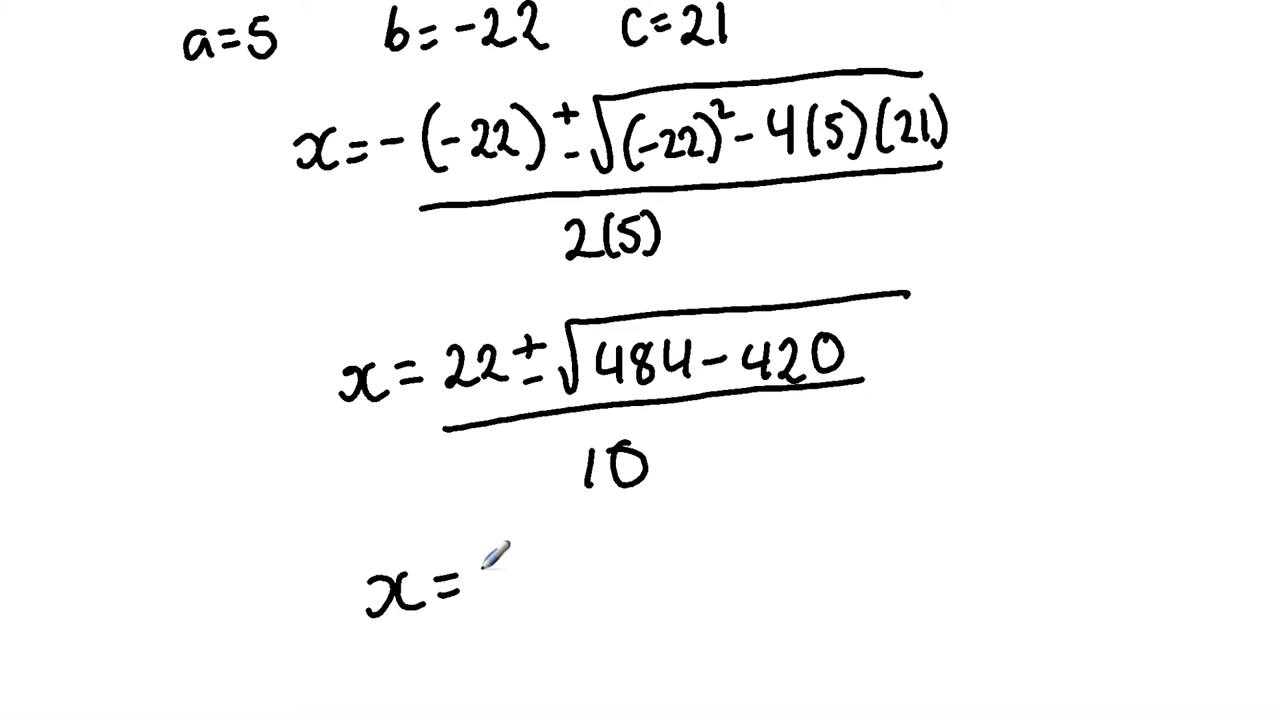 a=5 b=-22 c=21
x=-(-22)±√(-22)²-4(5)(21)
2(5)
x=22±√484-420
10
x=